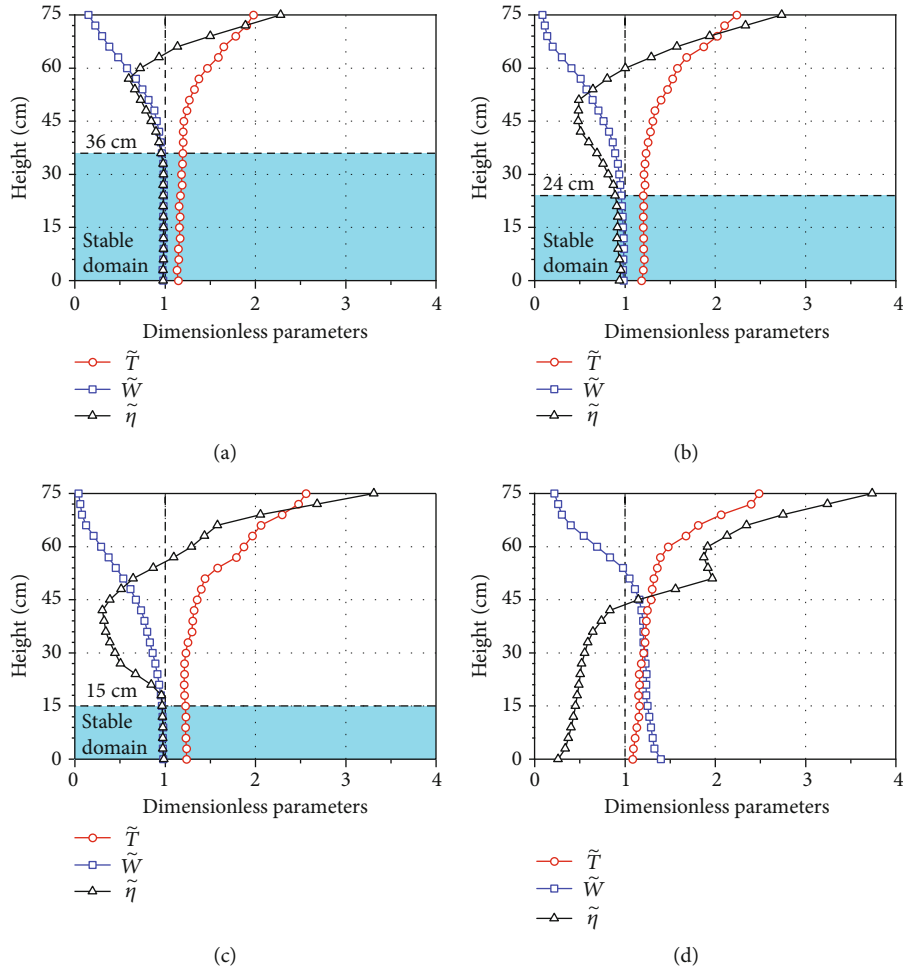 75
60
45
30
15
0
Height (cm)
36 cm
Stable
domain
0
1
2
3
4
Dimensionless parameters
T̃
W̃
η̃
(a)
75
60
45
30
15
0
Height (cm)
24 cm
Stable
domain
0
1
2
3
4
Dimensionless parameters
T̃
W̃
η̃
(b)
75
60
45
30
15
0
Height (cm)
15 cm
Stable
domain
0
1
2
3
4
Dimensionless parameters
T̃
W̃
η̃
(c)
75
60
45
30
15
0
Height (cm)
0
1
2
3
4
Dimensionless parameters
T̃
W̃
η̃
(d)